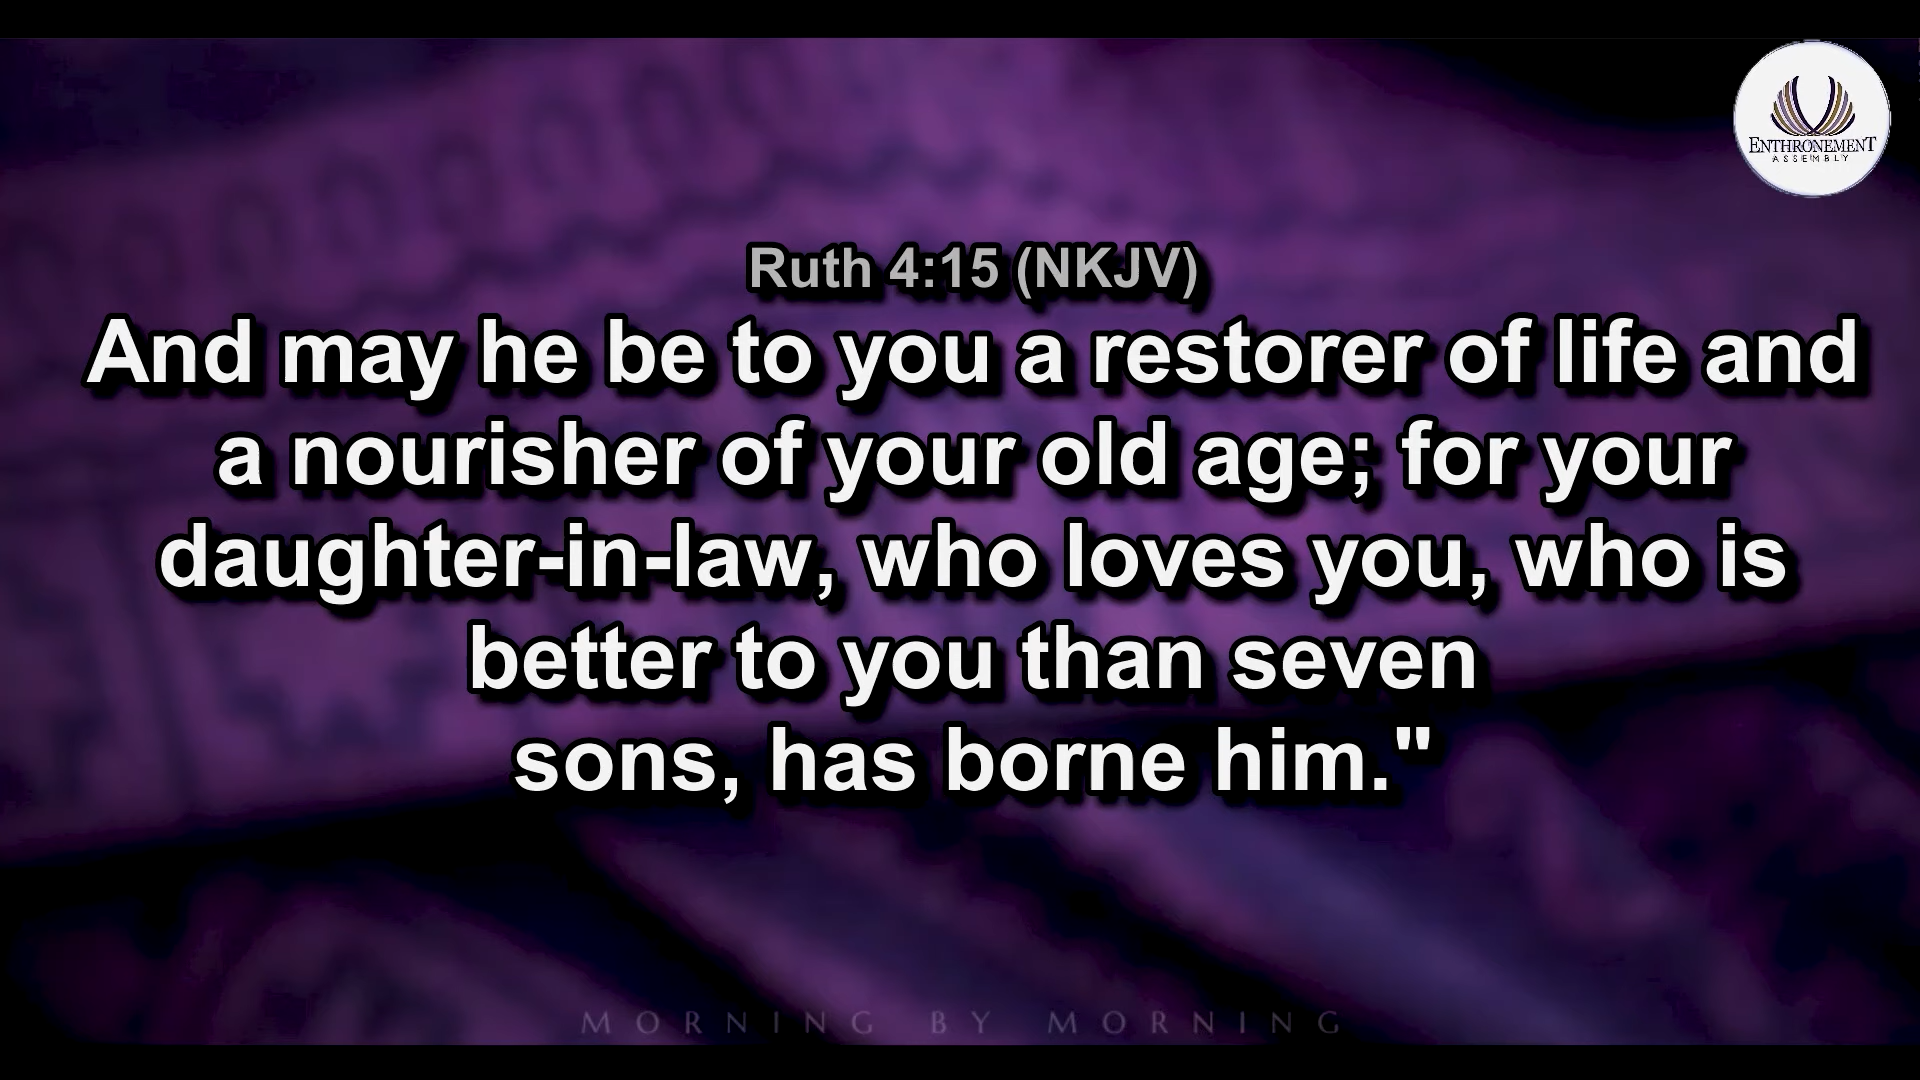 ENTHRONEMENT
ASSEMBLY
Ruth 4:15 (NKJV)
And may he be to you a restorer of life and
a nourisher of your old age; for your
daughter-in-law, who loves you, who is
better to you than seven
sons, has borne him."
MORNING BY MORNING